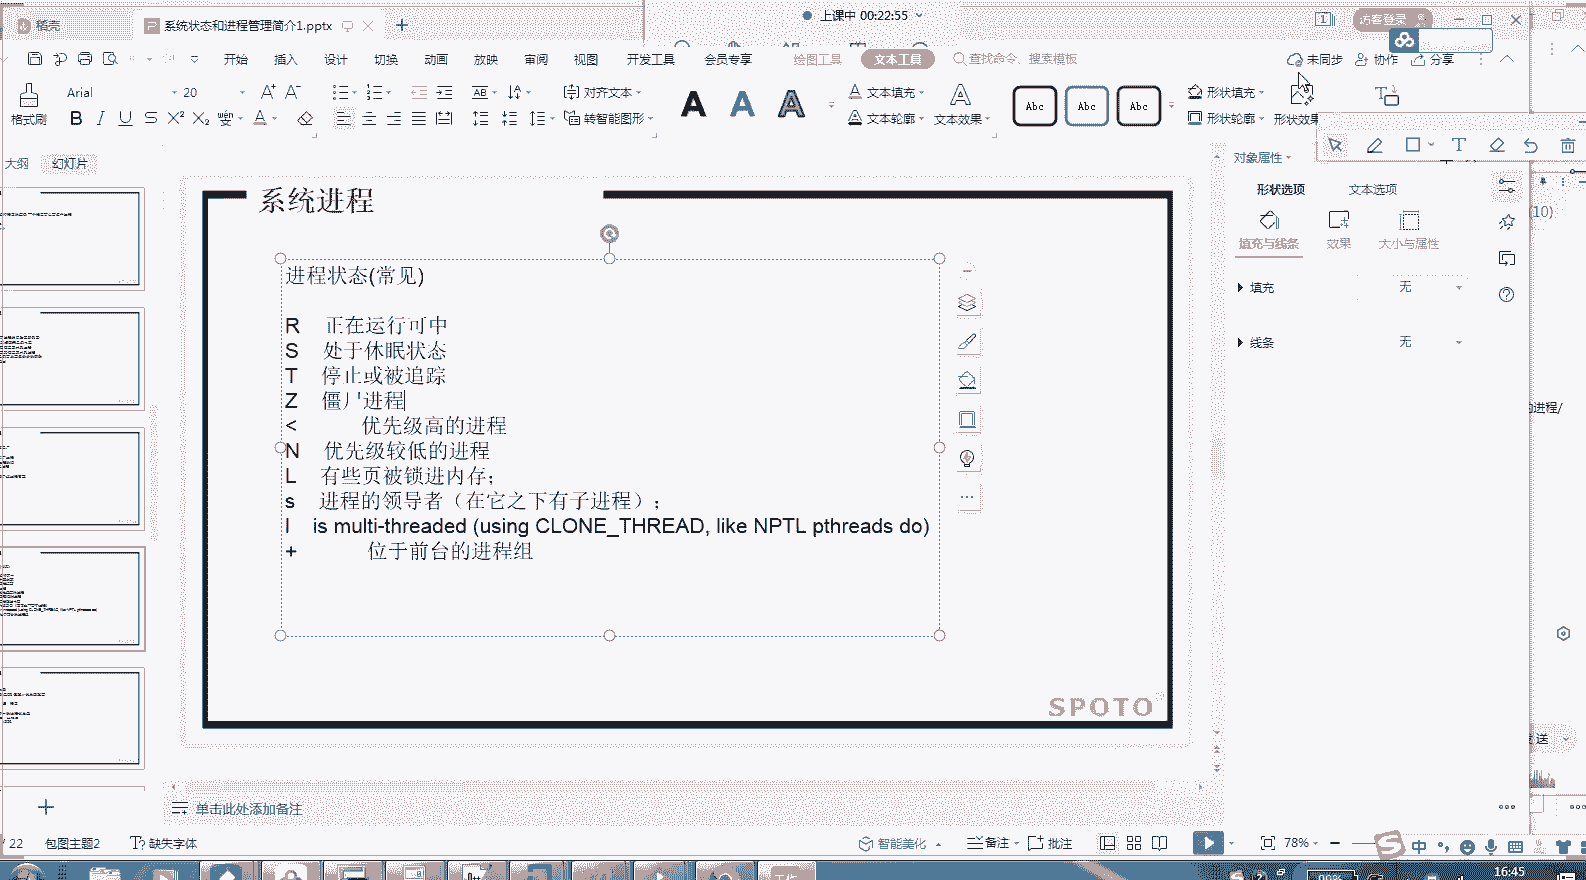 稻壳
系统状态和进程管理简介1.pptx
上课中 00:22:55
访客登录
开始 插入 设计 切换 动画 放映 审阅 视图 开发工具 会员专享 绘图工具 文本工具 查找命令、搜索模板 未同步 协作 分享
格式刷 Arial 20 对齐文本 文本填充 Abc Abc Abc 形状填充
转智能图形 文本轮廓 文本效果 形状轮廓 形状效果
大纲 幻灯片
对象属性
形状选项 文本选项
填充与线条 效果 大小与属性
填充 无
线条 无
(10)
的进程/
系统进程
进程状态(常见)
R 正在运行可中
S 处于休眠状态
T 停止或被追踪
Z 僵尸进程
< 优先级高的进程
N 优先级较低的进程
L 有些页被锁进内存;
s 进程的领导者（在它之下有子进程）;
l is multi-threaded (using CLONE_THREAD, like NPTL pthreads do)
+ 位于前台的进程组
SPOTO
单击此处添加备注
/ 22 包图主题2 缺失字体 智能美化 备注 批注 78% 中
99% 16:45